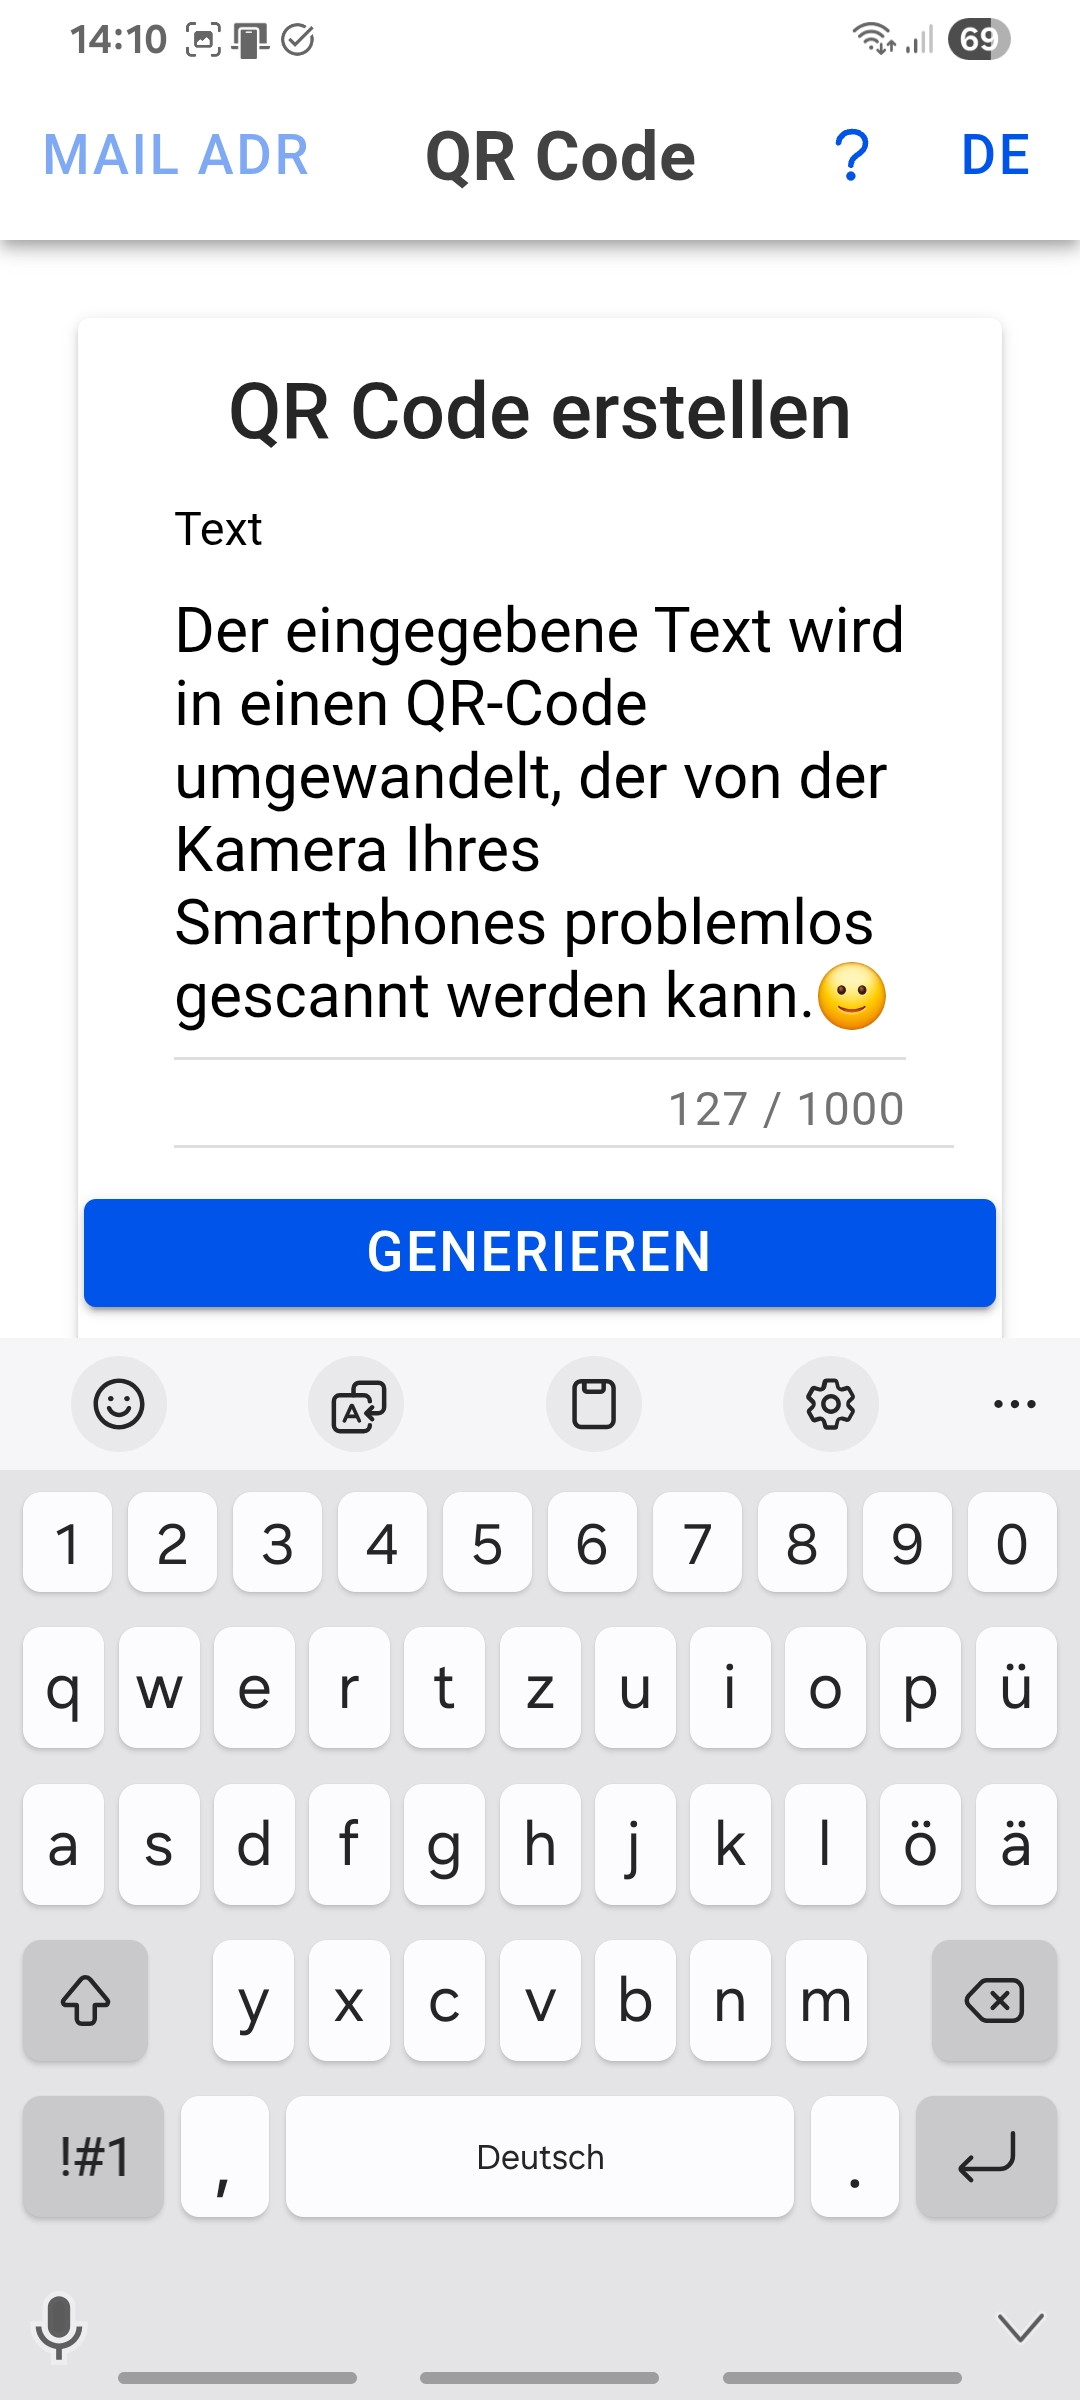 14:10 69
MAIL ADR QR Code ? DE
QR Code erstellen
Text
Der eingegebene Text wird
in einen QR-Code
umgewandelt, der von der
Kamera Ihres
Smartphones problemlos
gescannt werden kann.🙂
127 / 1000
GENERIEREN
1 2 3 4 5 6 7 8 9 0
q w e r t z u i o p ü
a s d f g h j k l ö ä
y x c v b n m
!#1 , Deutsch .